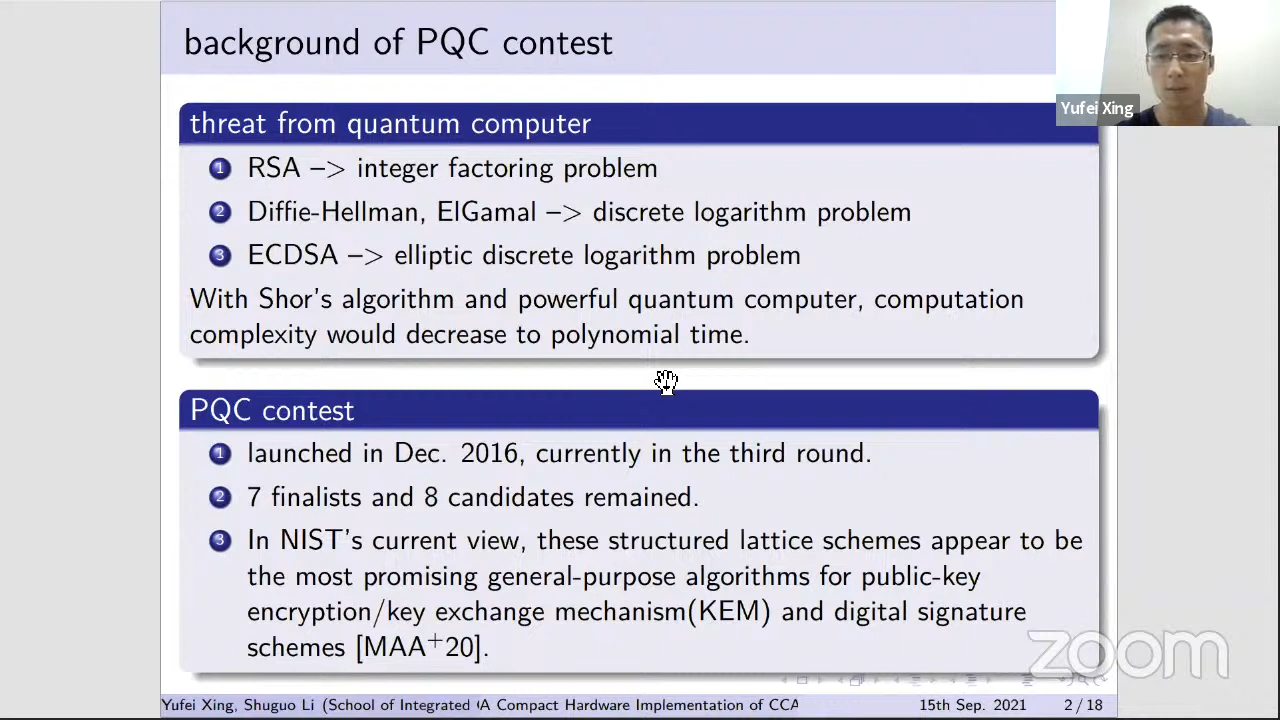 background of PQC contest
Yufei Xing
threat from quantum computer
1 RSA –> integer factoring problem
2 Diffie-Hellman, ElGamal –> discrete logarithm problem
3 ECDSA –> elliptic discrete logarithm problem
With Shor's algorithm and powerful quantum computer, computation
complexity would decrease to polynomial time.
PQC contest
1 launched in Dec. 2016, currently in the third round.
2 7 finalists and 8 candidates remained.
3 In NIST's current view, these structured lattice schemes appear to be
the most promising general-purpose algorithms for public-key
encryption/key exchange mechanism(KEM) and digital signature
schemes [MAA+20].
zoom
Yufei Xing, Shuguo Li (School of Integrated A Compact Hardware Implementation of CCA 15th Sep. 2021 2 / 18